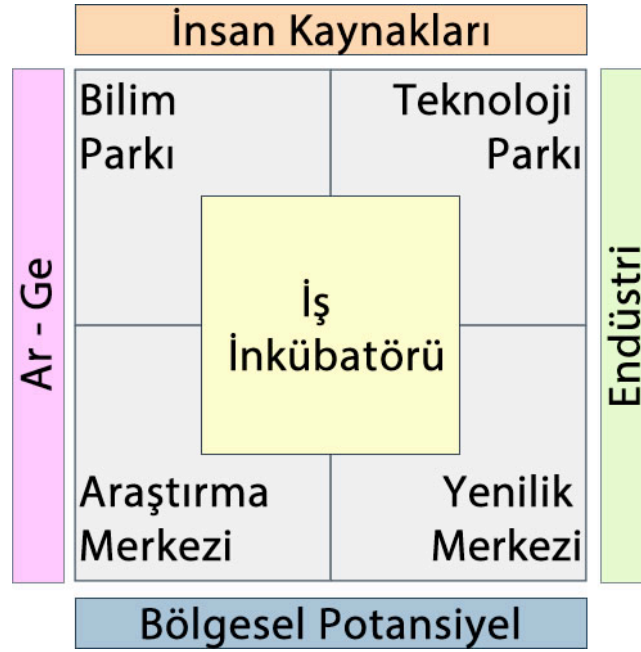 İnsan Kaynakları
Bilim
Parkı
Teknoloji
Parkı
Ar - Ge
İş
İnkübatörü
Endüstri
Araştırma
Merkezi
Yenilik
Merkezi
Bölgesel Potansiyel